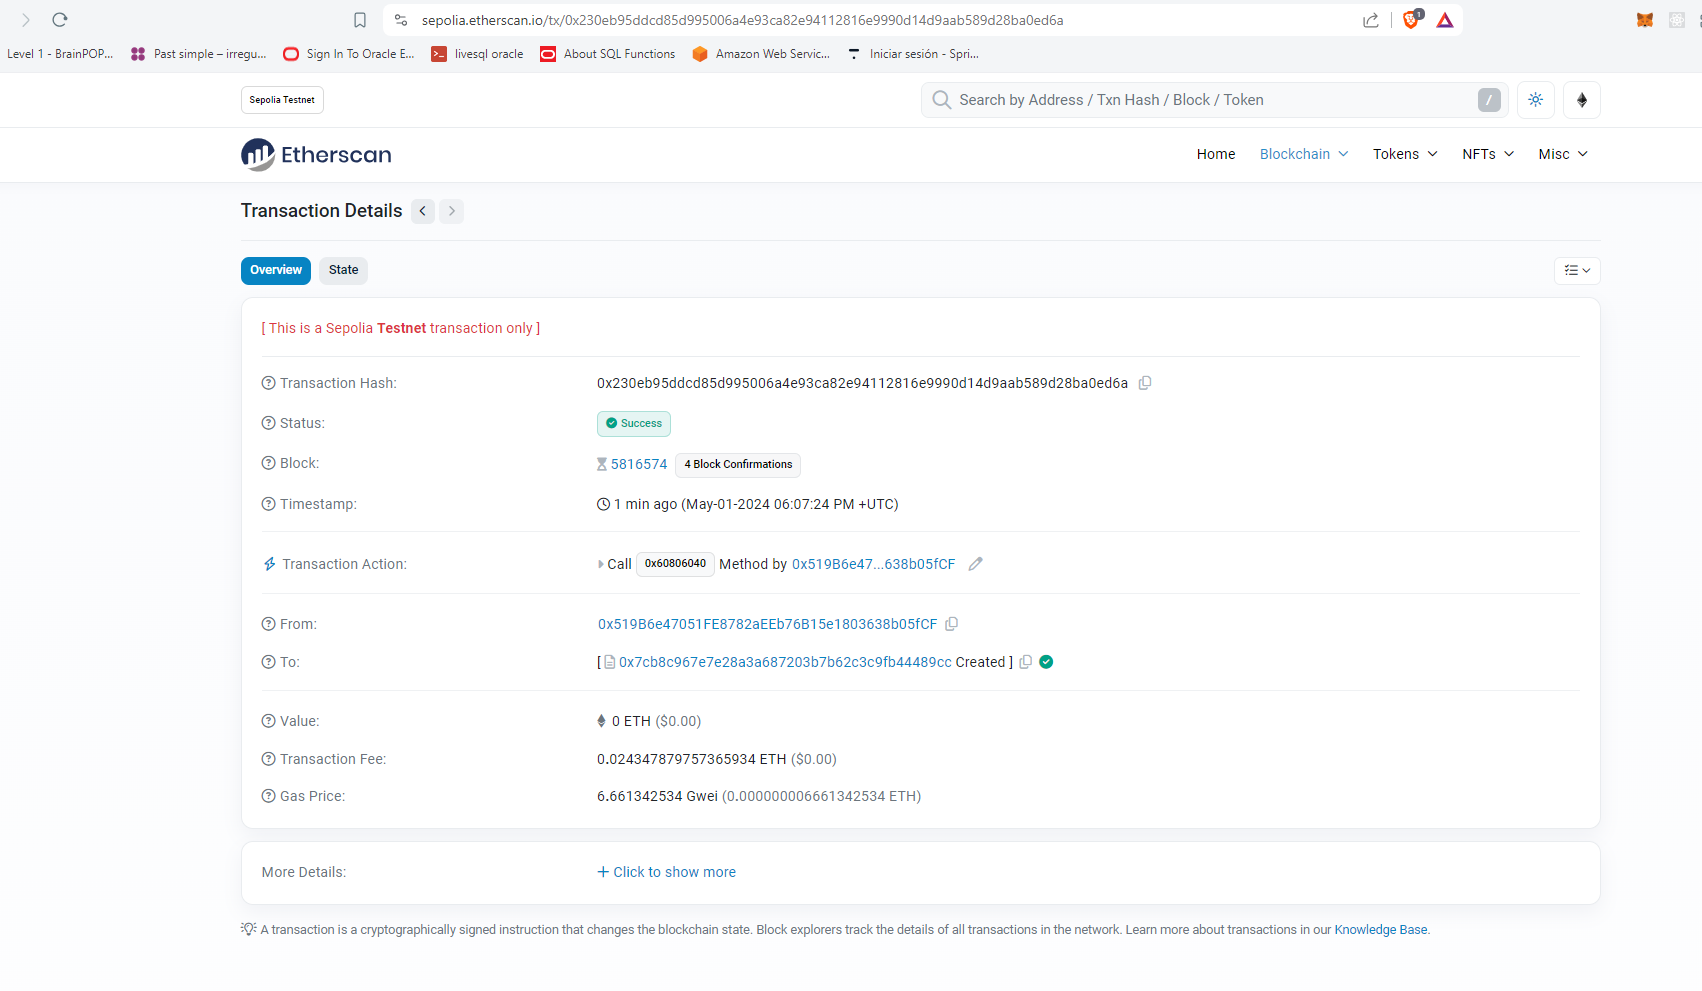 sepolia.etherscan.io/tx/0x230eb95ddcd85d995006a4e93ca82e94112816e9990d14d9aab589d28ba0ed6a
1
Level 1 - BrainPOP... Past simple – irregu... Sign In To Oracle E... livesql oracle About SQL Functions Amazon Web Servic... Iniciar sesión - Spri...
Sepolia Testnet
Search by Address / Txn Hash / Block / Token /
Etherscan
Home Blockchain Tokens NFTs Misc
Transaction Details
Overview State
[ This is a Sepolia Testnet transaction only ]
Transaction Hash: 0x230eb95ddcd85d995006a4e93ca82e94112816e9990d14d9aab589d28ba0ed6a
Status: Success
Block: 5816574 4 Block Confirmations
Timestamp: 1 min ago (May-01-2024 06:07:24 PM +UTC)
Transaction Action: Call 0x60806040 Method by 0x519B6e47...638b05fCF
From: 0x519B6e47051FE8782aEEb76B15e1803638b05fCF
To: [ 0x7cb8c967e7e28a3a687203b7b62c3c9fb44489cc Created ]
Value: 0 ETH ($0.00)
Transaction Fee: 0.024347879757365934 ETH ($0.00)
Gas Price: 6.661342534 Gwei (0.000000006661342534 ETH)
More Details: + Click to show more
A transaction is a cryptographically signed instruction that changes the blockchain state. Block explorers track the details of all transactions in the network. Learn more about transactions in our Knowledge Base.